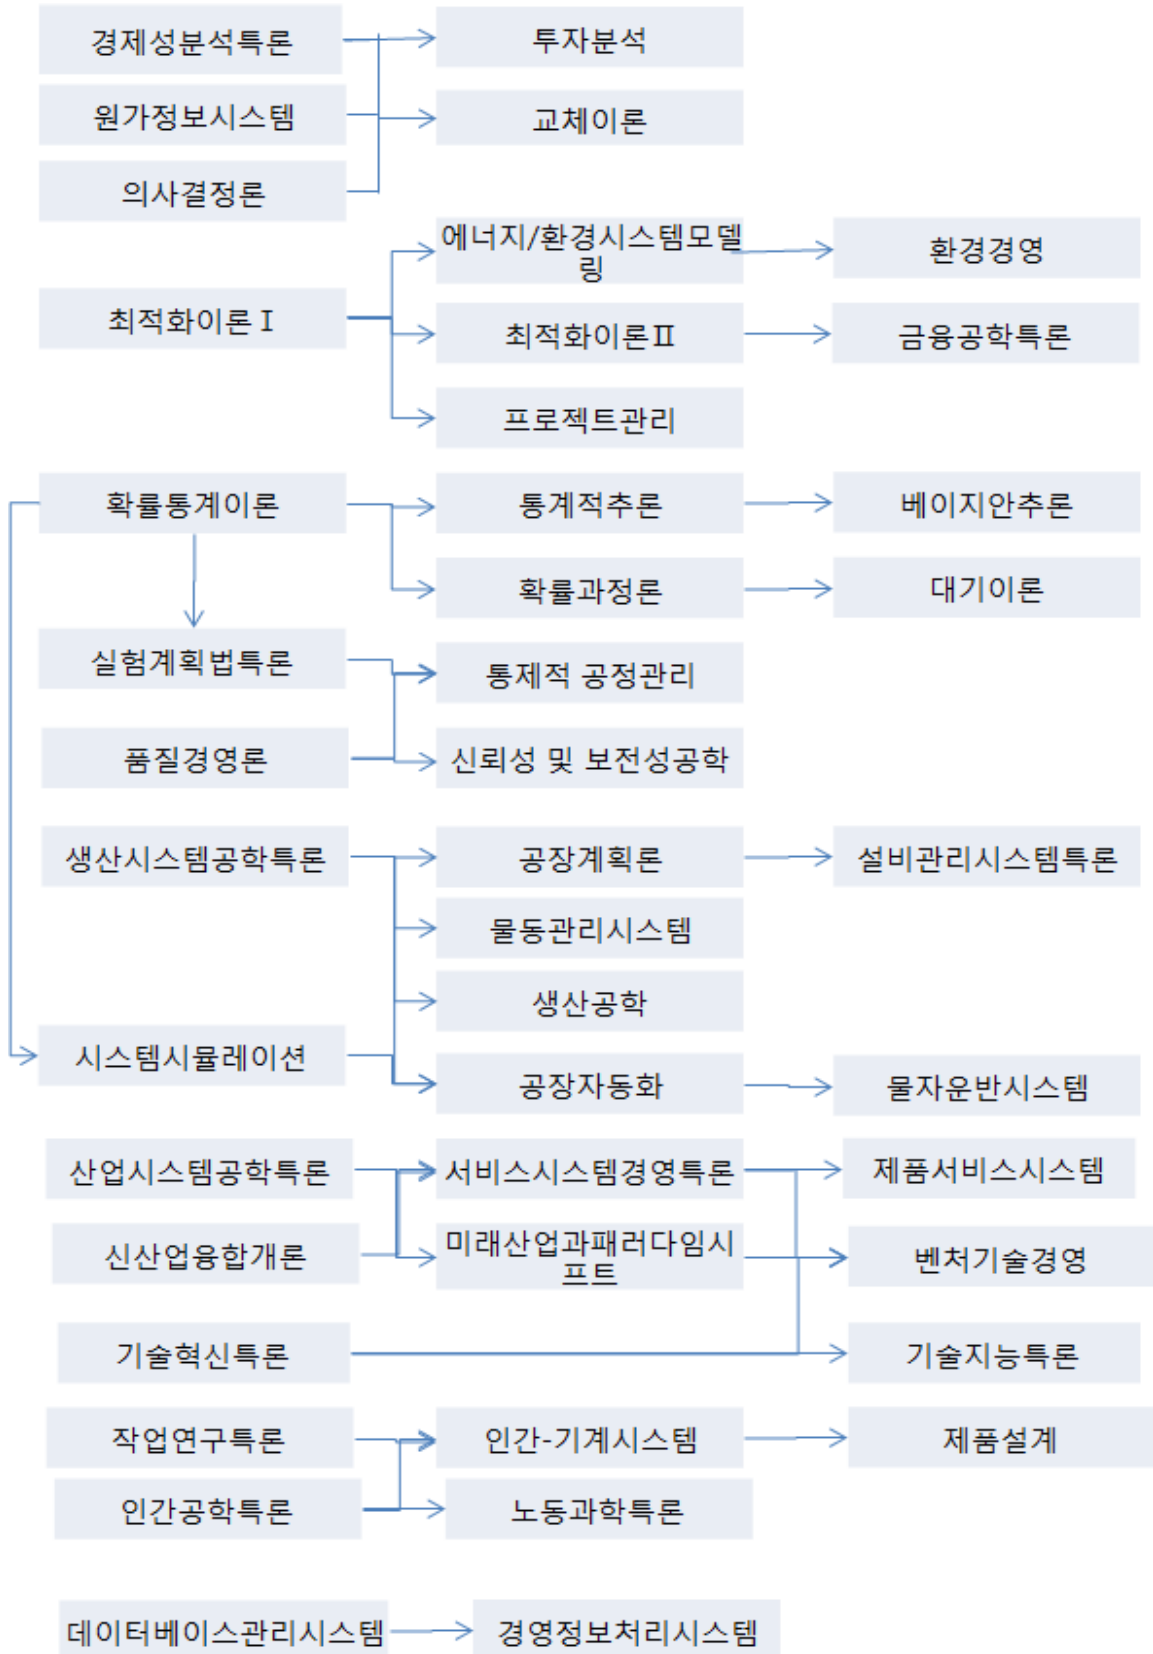 경제성분석특론
투자분석
원가정보시스템
교체이론
의사결정론
에너지/환경시스템모델
링
환경경영
최적화이론Ⅰ
최적화이론Ⅱ
금융공학특론
프로젝트관리
확률통계이론
통계적추론
베이지안추론
확률과정론
대기이론
실험계획법특론
통제적 공정관리
품질경영론
신뢰성 및 보전성공학
생산시스템공학특론
공장계획론
설비관리시스템특론
물동관리시스템
생산공학
시스템시뮬레이션
공장자동화
물자운반시스템
산업시스템공학특론
서비스시스템경영특론
제품서비스시스템
신산업융합개론
미래산업과패러다임시
프트
벤처기술경영
기술혁신특론
기술지능특론
작업연구특론
인간-기계시스템
제품설계
인간공학특론
노동과학특론
데이터베이스관리시스템
경영정보처리시스템